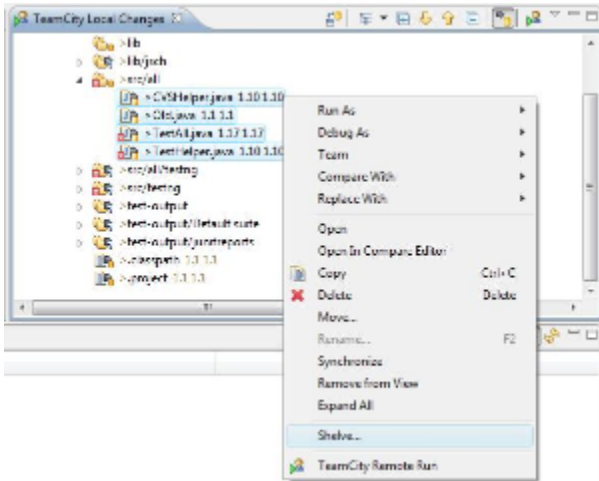 TeamCity Local Changes
> lib
> lib/jsch
> src/all
> CVSHelper.java 1.10 1.10
> Old.java 1.1 1.1
> TestAll.java 1.17 1.17
> TestHelper.java 1.10 1.10
> src/all/testng
> src/testng
> test-output
> test-output/Default suite
> test-output/junitreports
> .classpath 1.1 1.1
> .project 1.1 1.1
Run As
Debug As
Team
Compare With
Replace With
Open
Open In Compare Editor
Copy Ctrl+C
Delete Delete
Move...
Rename... F2
Synchronize
Remove from View
Expand All
Shelve...
TeamCity Remote Run